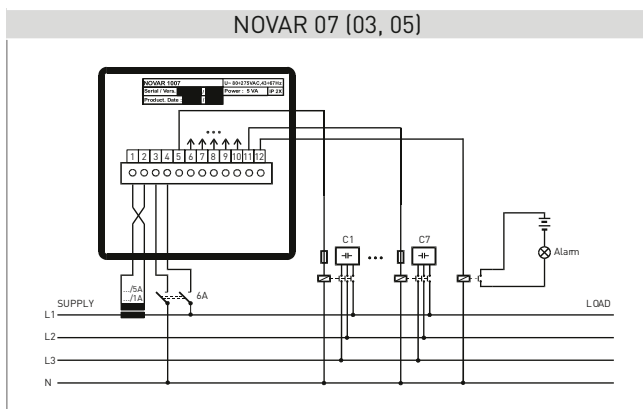 NOVAR 07 (03, 05)
NOVAR 1007 U~ 80÷275VAC,43÷67Hz
Serial / Vers. / Power : 5 VA IP 2X
Product. Date : /
1 2 3 4 5 6 7 8 9 10 11 12
C1 C7
Alarm
.../5A
.../1A
6A
SUPPLY LOAD
L1
L2
L3
N